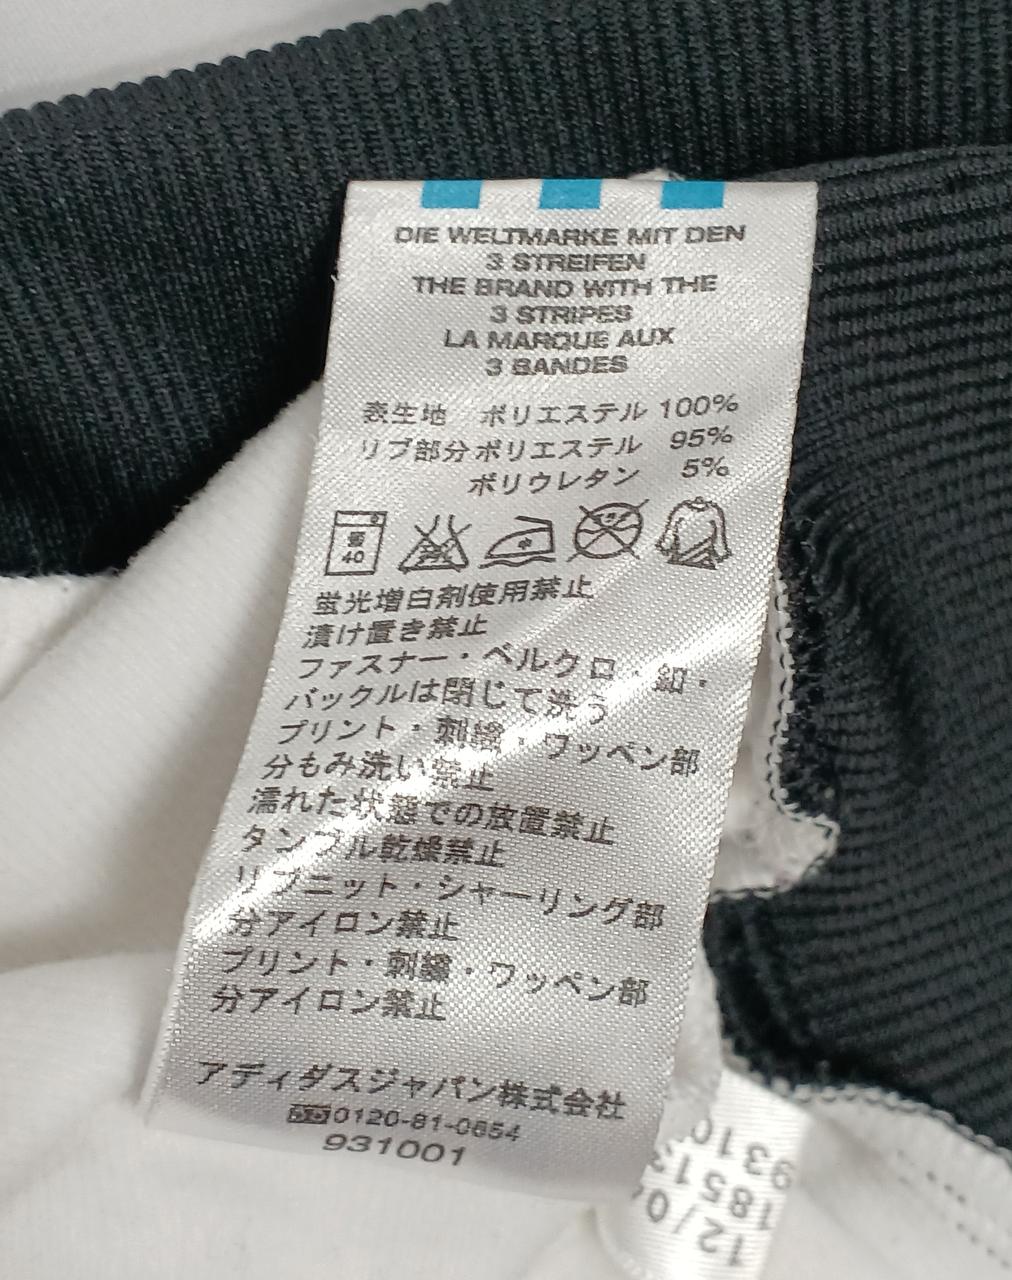 DIE WELTMARKE MIT DEN
3 STREIFEN
THE BRAND WITH THE
3 STRIPES
LA MARQUE AUX
3 BANDES
表生地 ポリエステル 100%
リブ部分 ポリエステル 95%
ポリウレタン 5%
弱
40
蛍光増白剤使用禁止
漬け置き禁止
ファスナー・ベルクロ・釦・
バックルは閉じて洗う
プリント・刺繍・ワッペン部
分もみ洗い禁止
濡れた状態での放置禁止
タンブル乾燥禁止
リブニット・シャーリング部
分アイロン禁止
プリント・刺繍・ワッペン部
分アイロン禁止
アディダスジャパン株式会社
0120-81-0654
931001
12/0
18513
9310